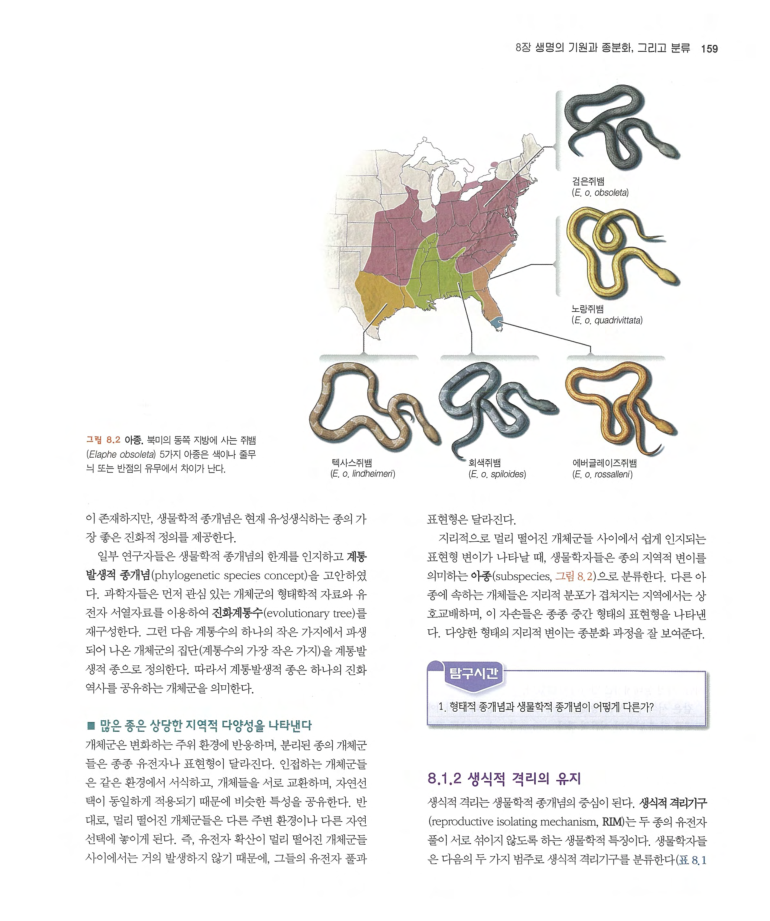 8장 생명의 기원과 종분화, 그리고 분류 159
검은쥐뱀
(E. o. obsoleta)
노랑쥐뱀
(E. o. quadrivittata)
텍사스쥐뱀
(E. o. lindheimeri)
회색쥐뱀
(E. o. spiloides)
에버글레이즈쥐뱀
(E. o. rossalleni)
그림 8.2 아종. 북미의 동쪽 지방에 사는 쥐뱀
(Elaphe obsoleta) 5가지 아종은 색이나 줄무
늬 또는 반점의 유무에서 차이가 난다.
이 존재하지만, 생물학적 종개념은 현재 유성생식하는 종의 가
장 좋은 진화적 정의를 제공한다.
일부 연구자들은 생물학적 종개념의 한계를 인지하고 계통
발생적 종개념(phylogenetic species concept)을 고안하였
다. 과학자들은 먼저 관심 있는 개체군의 형태학적 자료와 유
전자 서열자료를 이용하여 진화계통수(evolutionary tree)를
재구성한다. 그런 다음 계통수의 하나의 작은 가지에서 파생
되어 나온 개체군의 집단(계통수의 가장 작은 가지)을 계통발
생적 종으로 정의한다. 따라서 계통발생적 종은 하나의 진화
역사를 공유하는 개체군을 의미한다.
■ 많은 종은 상당한 지역적 다양성을 나타낸다
개체군은 변화하는 주위 환경에 반응하며, 분리된 종의 개체군
들은 종종 유전자나 표현형이 달라진다. 인접하는 개체군들
은 같은 환경에서 서식하고, 개체들을 서로 교환하며, 자연선
택이 동일하게 적용되기 때문에 비슷한 특성을 공유한다. 반
대로, 멀리 떨어진 개체군들은 다른 주변 환경이나 다른 자연
선택에 놓이게 된다. 즉, 유전자 확산이 멀리 떨어진 개체군들
사이에서는 거의 발생하지 않기 때문에, 그들의 유전자 풀과
표현형은 달라진다.
지리적으로 멀리 떨어진 개체군들 사이에서 쉽게 인지되는
표현형 변이가 나타날 때, 생물학자들은 종의 지역적 변이를
의미하는 아종(subspecies, 그림 8.2)으로 분류한다. 다른 아
종에 속하는 개체들은 지리적 분포가 겹쳐지는 지역에서는 상
호교배하며, 이 자손들은 종종 중간 형태의 표현형을 나타낸
다. 다양한 형태의 지리적 변이는 종분화 과정을 잘 보여준다.
탐구시간
1. 형태적 종개념과 생물학적 종개념이 어떻게 다른가?
8.1.2 생식적 격리의 유지
생식적 격리는 생물학적 종개념의 중심이 된다. 생식적 격리기구
(reproductive isolating mechanism, RIM)는 두 종의 유전자
풀이 서로 섞이지 않도록 하는 생물학적 특징이다. 생물학자들
은 다음의 두 가지 범주로 생식적 격리기구를 분류한다(표 8.1